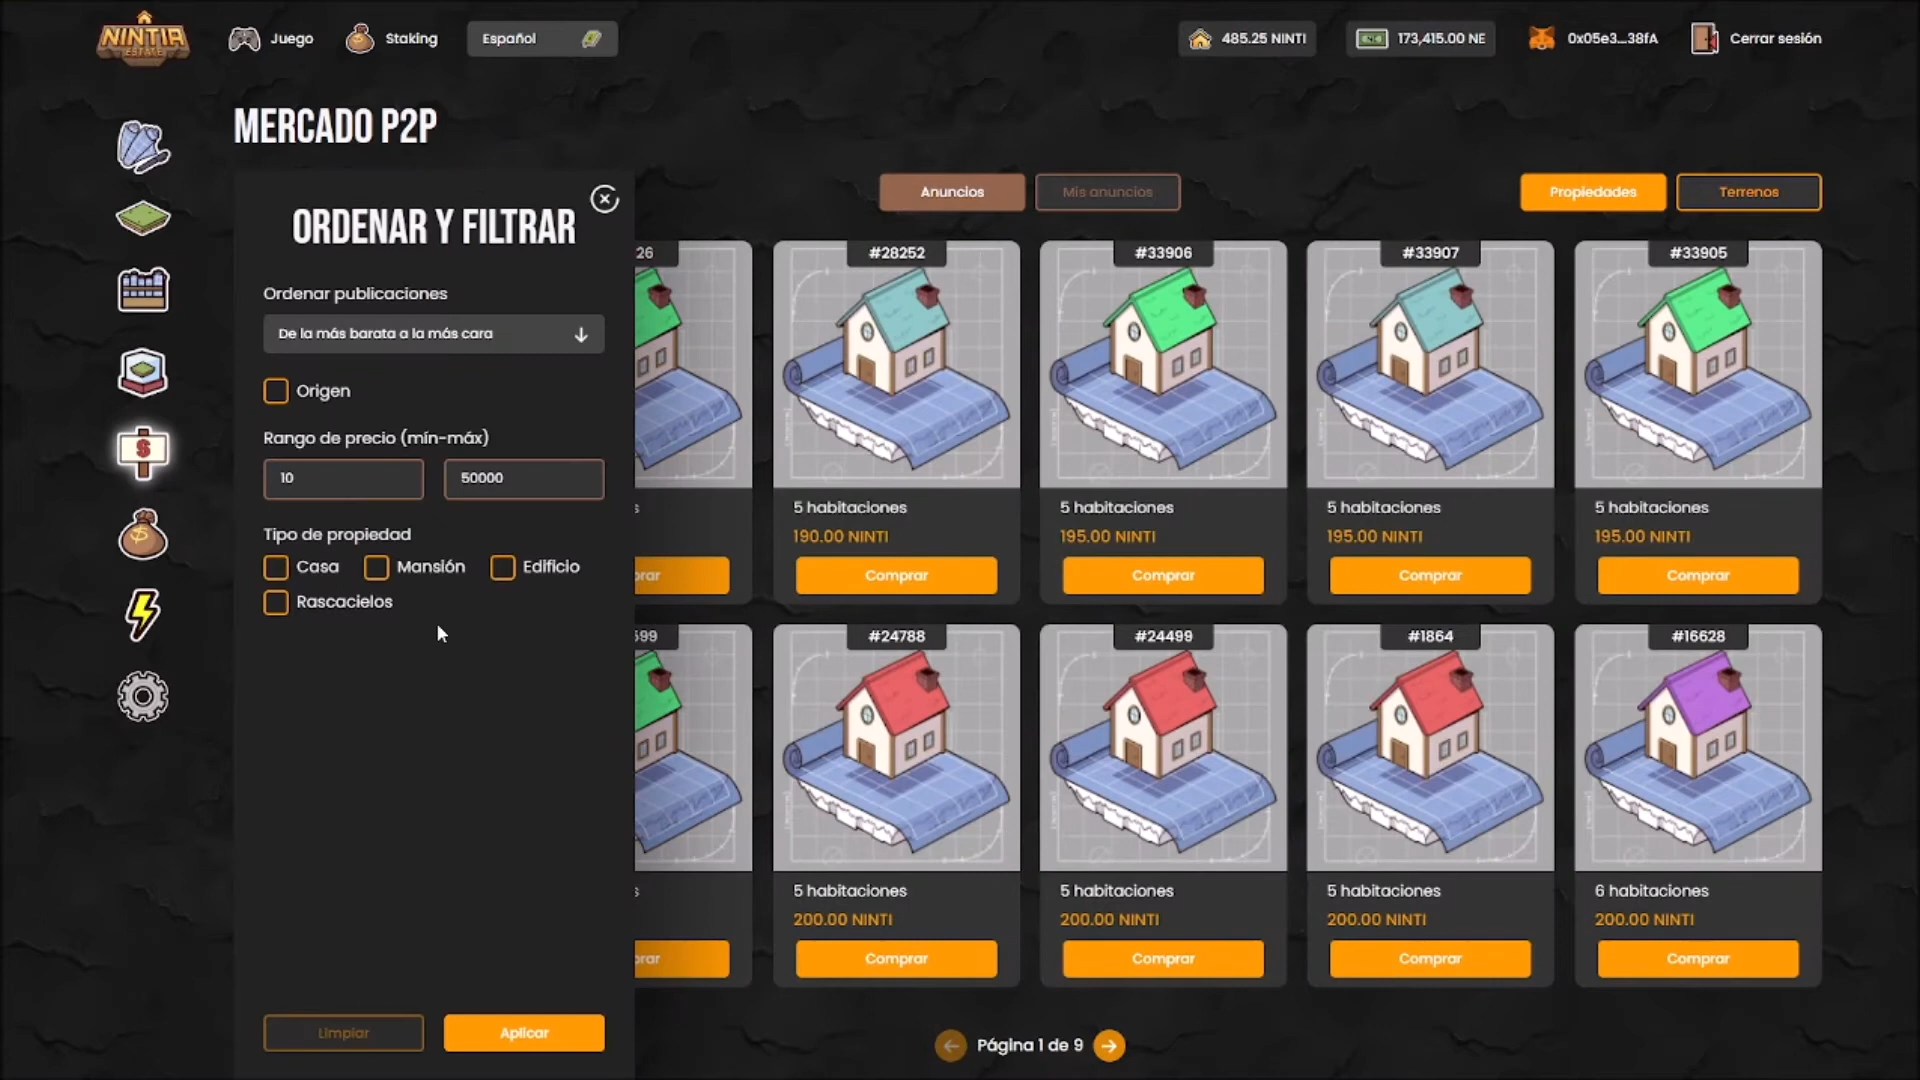 NINTIA
ESTATE
Juego
Staking
Español
485.25 NINTI
173,415.00 NE
0x05e3...38fA
Cerrar sesión
MERCADO P2P
Anuncios
Mis anuncios
Propiedades
Terrenos
ORDENAR Y FILTRAR
Ordenar publicaciones
De la más barata a la más cara
Origen
Rango de precio (mín-máx)
10
50000
Tipo de propiedad
Casa
Mansión
Edificio
Rascacielos
Limpiar
Aplicar
26
#28252
#33906
#33907
#33905
s
5 habitaciones
5 habitaciones
5 habitaciones
5 habitaciones
190.00 NINTI
195.00 NINTI
195.00 NINTI
195.00 NINTI
rar
Comprar
Comprar
Comprar
Comprar
599
#24788
#24499
#1864
#16628
s
5 habitaciones
5 habitaciones
5 habitaciones
6 habitaciones
200.00 NINTI
200.00 NINTI
200.00 NINTI
200.00 NINTI
rar
Comprar
Comprar
Comprar
Comprar
Página 1 de 9